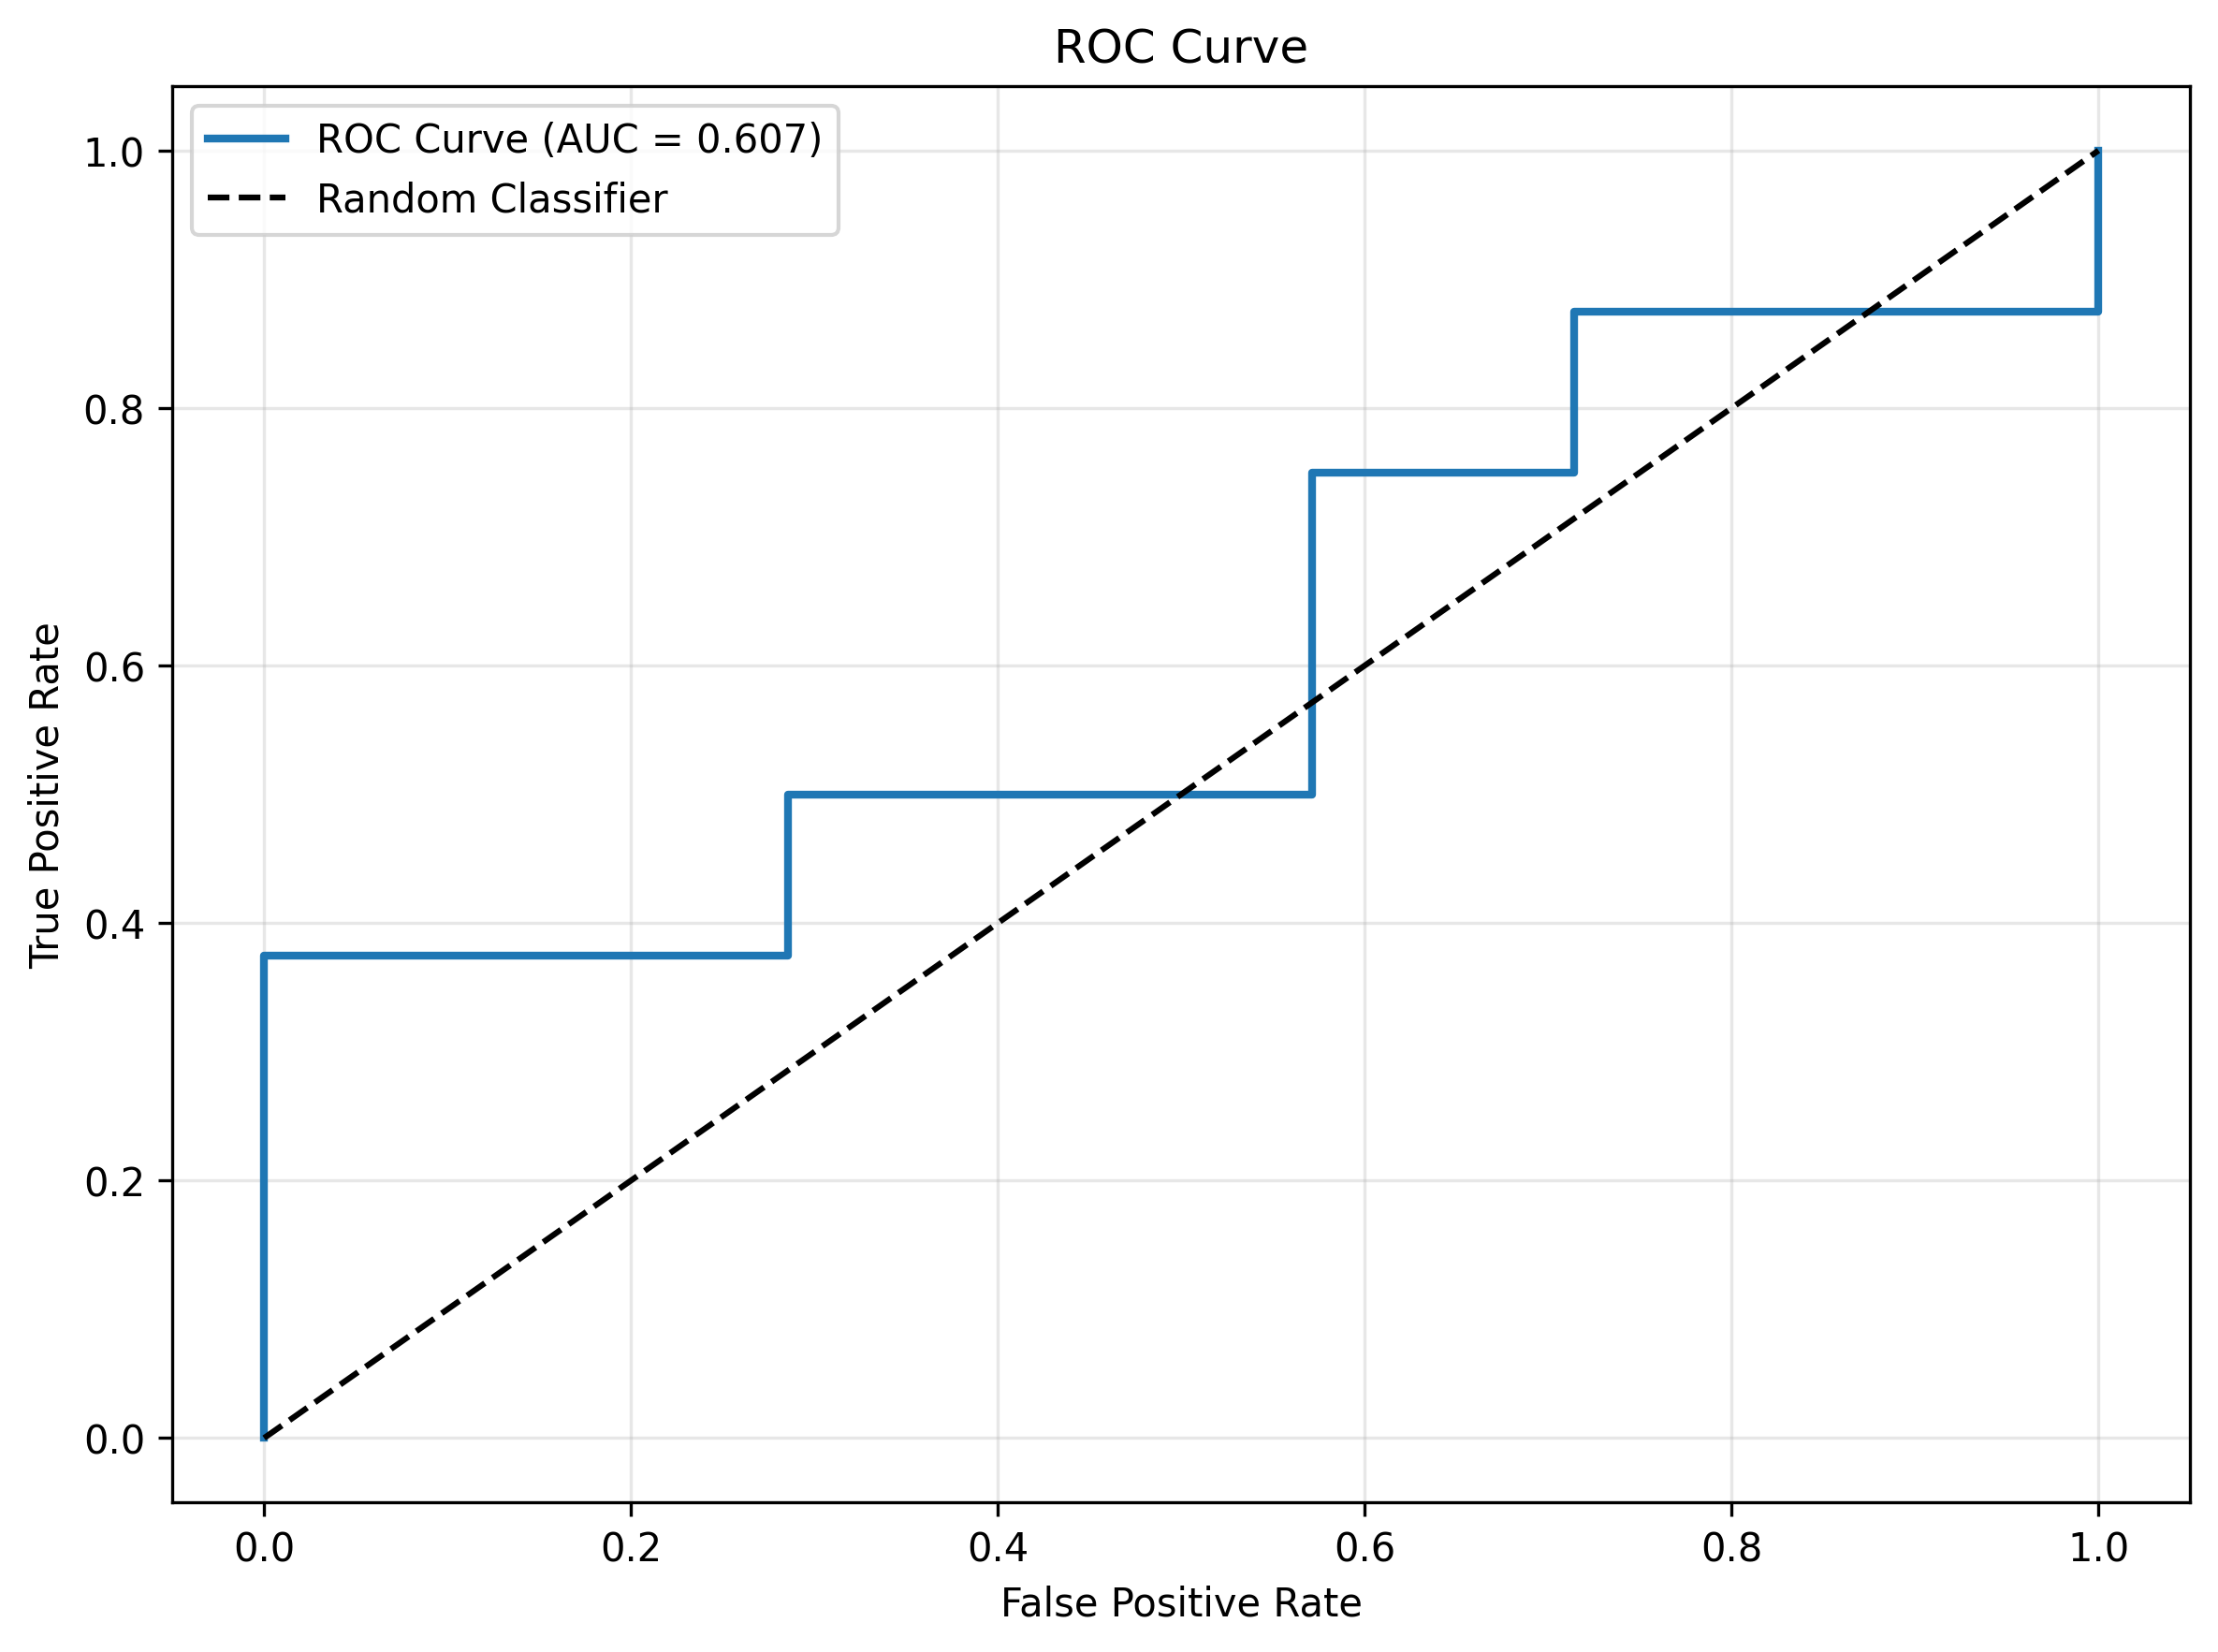 ROC Curve
ROC Curve (AUC = 0.607)
Random Classifier
1.0
0.8
0.6
0.4
0.2
0.0
True Positive Rate
0.0 0.2 0.4 0.6 0.8 1.0
False Positive Rate